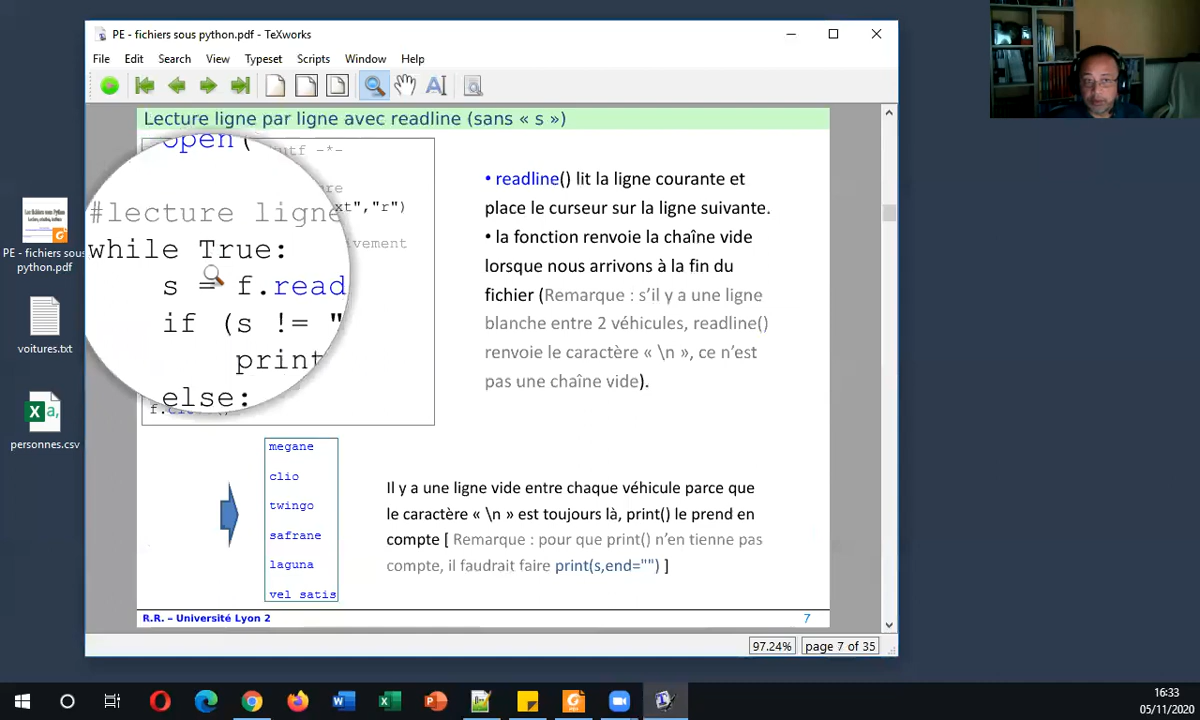 PE - fichiers sous python.pdf - TeXworks
File Edit Search View Typeset Scripts Window Help
Lecture ligne par ligne avec readline (sans « s »)
open(
utf -*-
#lecture ligne
xt","r")
while True:
s = f.read
if (s != "
print
else:
• readline() lit la ligne courante et
place le curseur sur la ligne suivante.
• la fonction renvoie la chaîne vide
lorsque nous arrivons à la fin du
fichier (Remarque : s'il y a une ligne
blanche entre 2 véhicules, readline()
renvoie le caractère « \n », ce n'est
pas une chaîne vide).
megane
clio
twingo
safrane
laguna
vel satis
Il y a une ligne vide entre chaque véhicule parce que
le caractère « \n » est toujours là, print() le prend en
compte [ Remarque : pour que print() n'en tienne pas
compte, il faudrait faire print(s,end="") ]
R.R. – Université Lyon 2
7
97.24%
page 7 of 35
PE - fichiers sous
python.pdf
voitures.txt
personnes.csv
16:33
05/11/2020